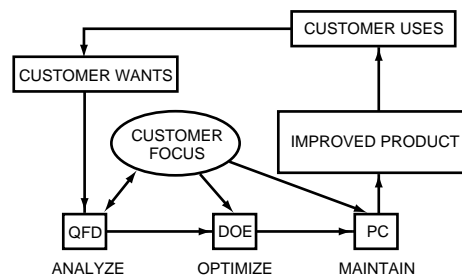 CUSTOMER USES
CUSTOMER WANTS
CUSTOMER
FOCUS
IMPROVED PRODUCT
QFD
DOE
PC
ANALYZE
OPTIMIZE
MAINTAIN